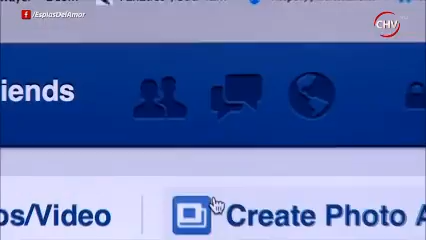 /EspiasDelAmor
CHV
iends
os/Video
Create Photo A